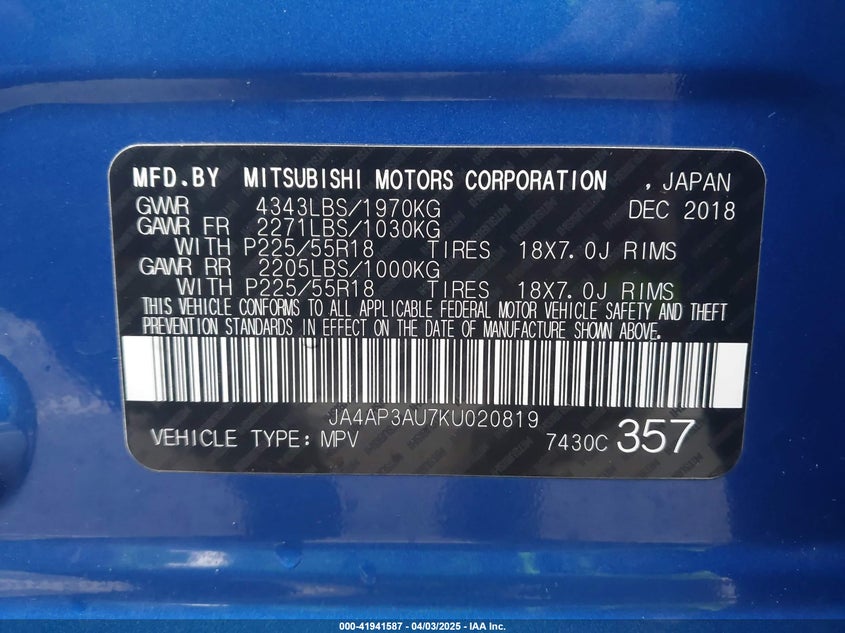 MFD.BY MITSUBISHI MOTORS CORPORATION , JAPAN
GVWR 4343LBS/1970KG DEC 2018
GAWR FR 2271LBS/1030KG
WITH P225/55R18 TIRES 18X7.0J RIMS
GAWR RR 2205LBS/1000KG
WITH P225/55R18 TIRES 18X7.0J RIMS
THIS VEHICLE CONFORMS TO ALL APPLICABLE FEDERAL MOTOR VEHICLE SAFETY AND THEFT
PREVENTION STANDARDS IN EFFECT ON THE DATE OF MANUFACTURE SHOWN ABOVE.
JA4AP3AU7KU020819
VEHICLE TYPE: MPV 7430C 357
000-41941587 - 04/03/2025 - IAA Inc.